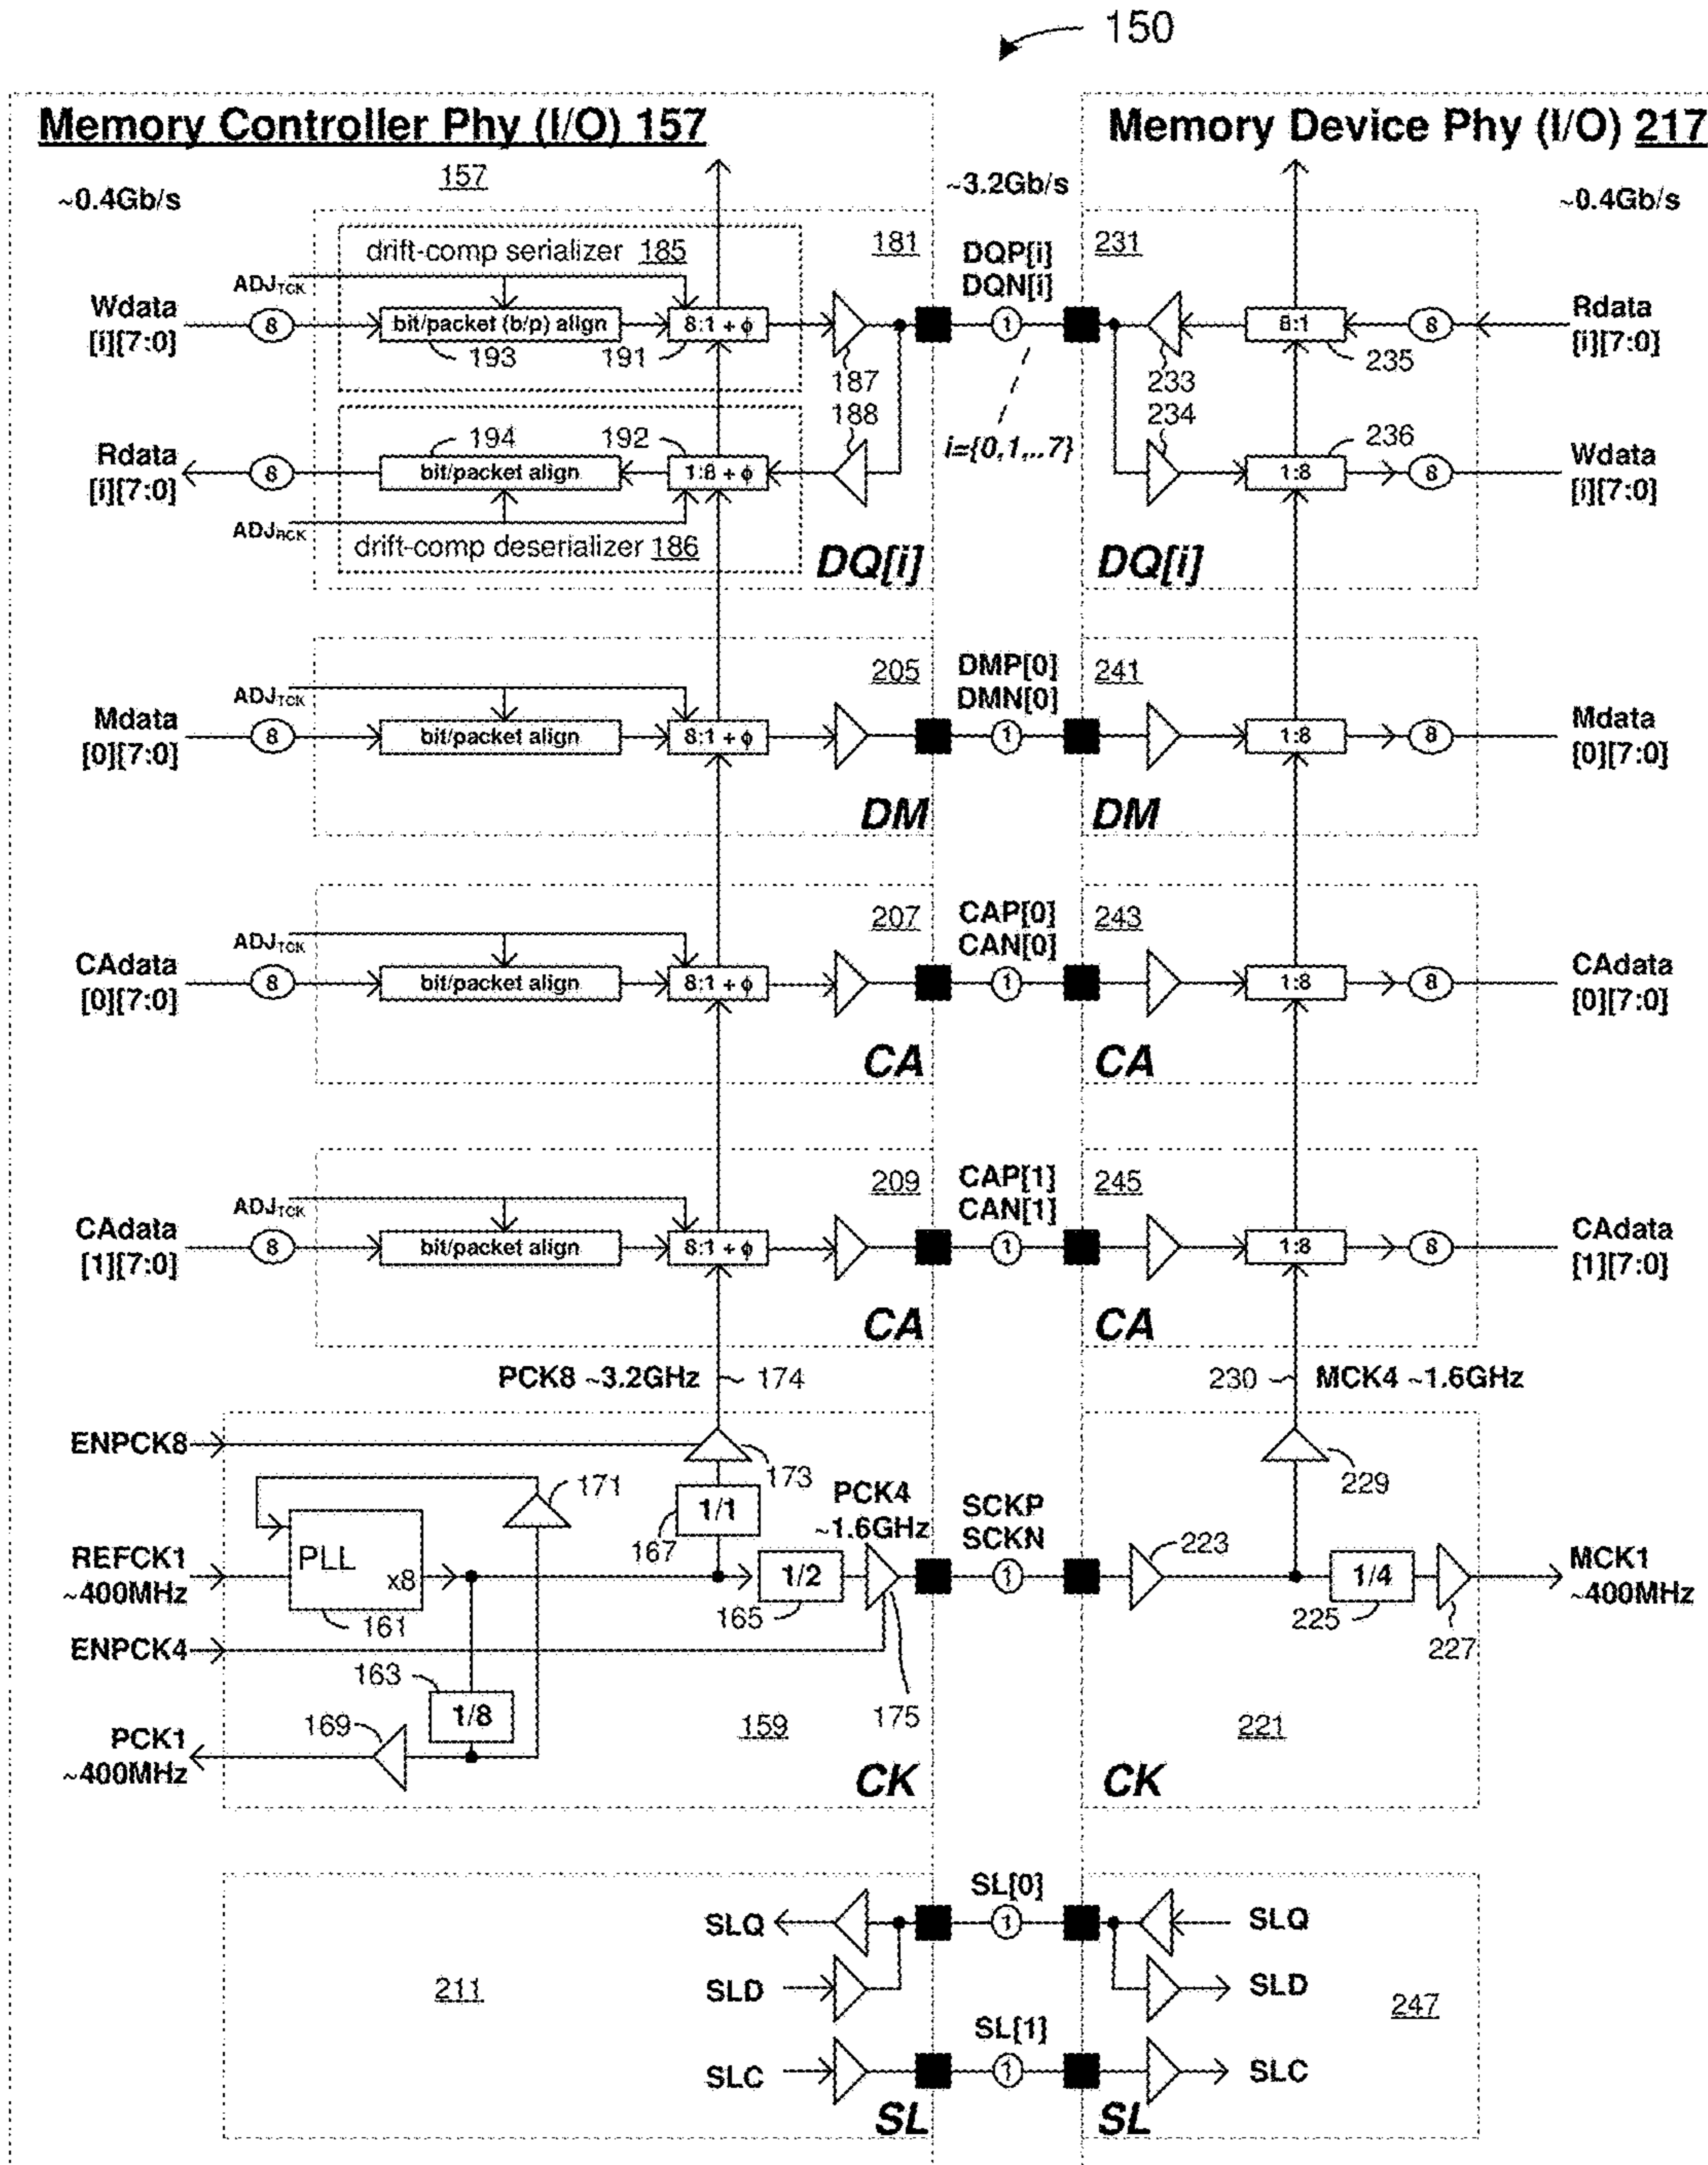 150
Memory Controller Phy (I/O) 157
Memory Device Phy (I/O) 217
157
~0.4Gb/s
~3.2Gb/s
~0.4Gb/s
drift-comp serializer 185
181
DQP[i]
DQN[i]
231
ADJTCK
Wdata
[i][7:0]
8
bit/packet (b/p) align
8:1 + ϕ
1
8:1
8
Rdata
[i][7:0]
193
191
187
233
235
188
234
194
192
i={0,1,..7}
236
Rdata
[i][7:0]
8
bit/packet align
1:8 + ϕ
1:8
8
Wdata
[i][7:0]
ADJRCK
drift-comp deserializer 186
DQ[i]
DQ[i]
205
DMP[0]
DMN[0]
241
ADJTCK
Mdata
[0][7:0]
8
bit/packet align
8:1 + ϕ
1
1:8
8
Mdata
[0][7:0]
DM
DM
207
CAP[0]
CAN[0]
243
ADJTCK
CAdata
[0][7:0]
8
bit/packet align
8:1 + ϕ
1
1:8
8
CAdata
[0][7:0]
CA
CA
209
CAP[1]
CAN[1]
245
ADJTCK
CAdata
[1][7:0]
8
bit/packet align
8:1 + ϕ
1
1:8
8
CAdata
[1][7:0]
CA
CA
PCK8 ~3.2GHz
174
230
MCK4 ~1.6GHz
ENPCK8
173
229
171
1/1
167
PCK4
~1.6GHz
SCKP
SCKN
223
REFCK1
~400MHz
PLL
x8
161
1/2
165
1
1/4
225
227
MCK1
~400MHz
ENPCK4
163
1/8
175
169
PCK1
~400MHz
159
221
CK
CK
SL[0]
SLQ
1
SLQ
211
SLD
SLD
247
SL[1]
SLC
1
SLC
SL
SL